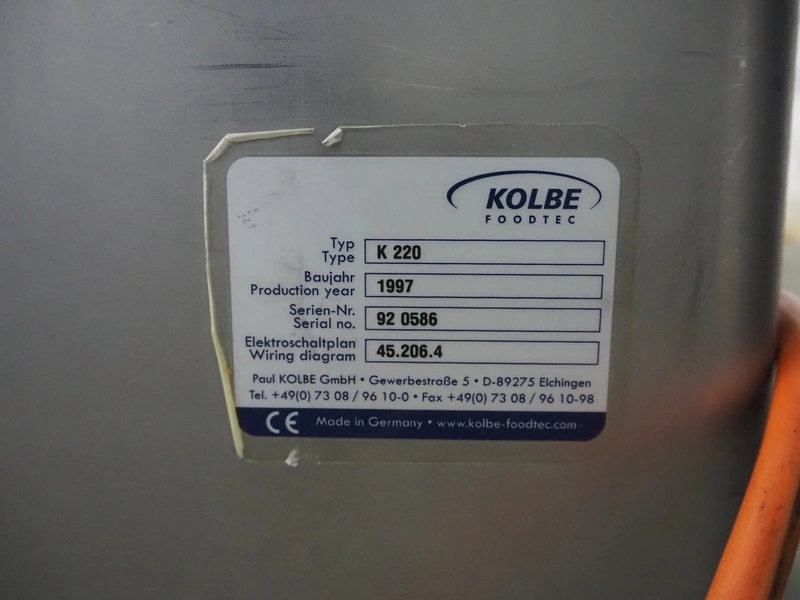 KOLBE
FOODTEC
Typ
Type K 220
Baujahr
Production year 1997
Serien-Nr.
Serial no. 92 0586
Elektroschaltplan
Wiring diagram 45.206.4
Paul KOLBE GmbH • Gewerbestraße 5 • D-89275 Elchingen
Tel. +49(0) 73 08 / 96 10-0 • Fax +49(0) 73 08 / 96 10-98
CE Made in Germany • www.kolbe-foodtec.com